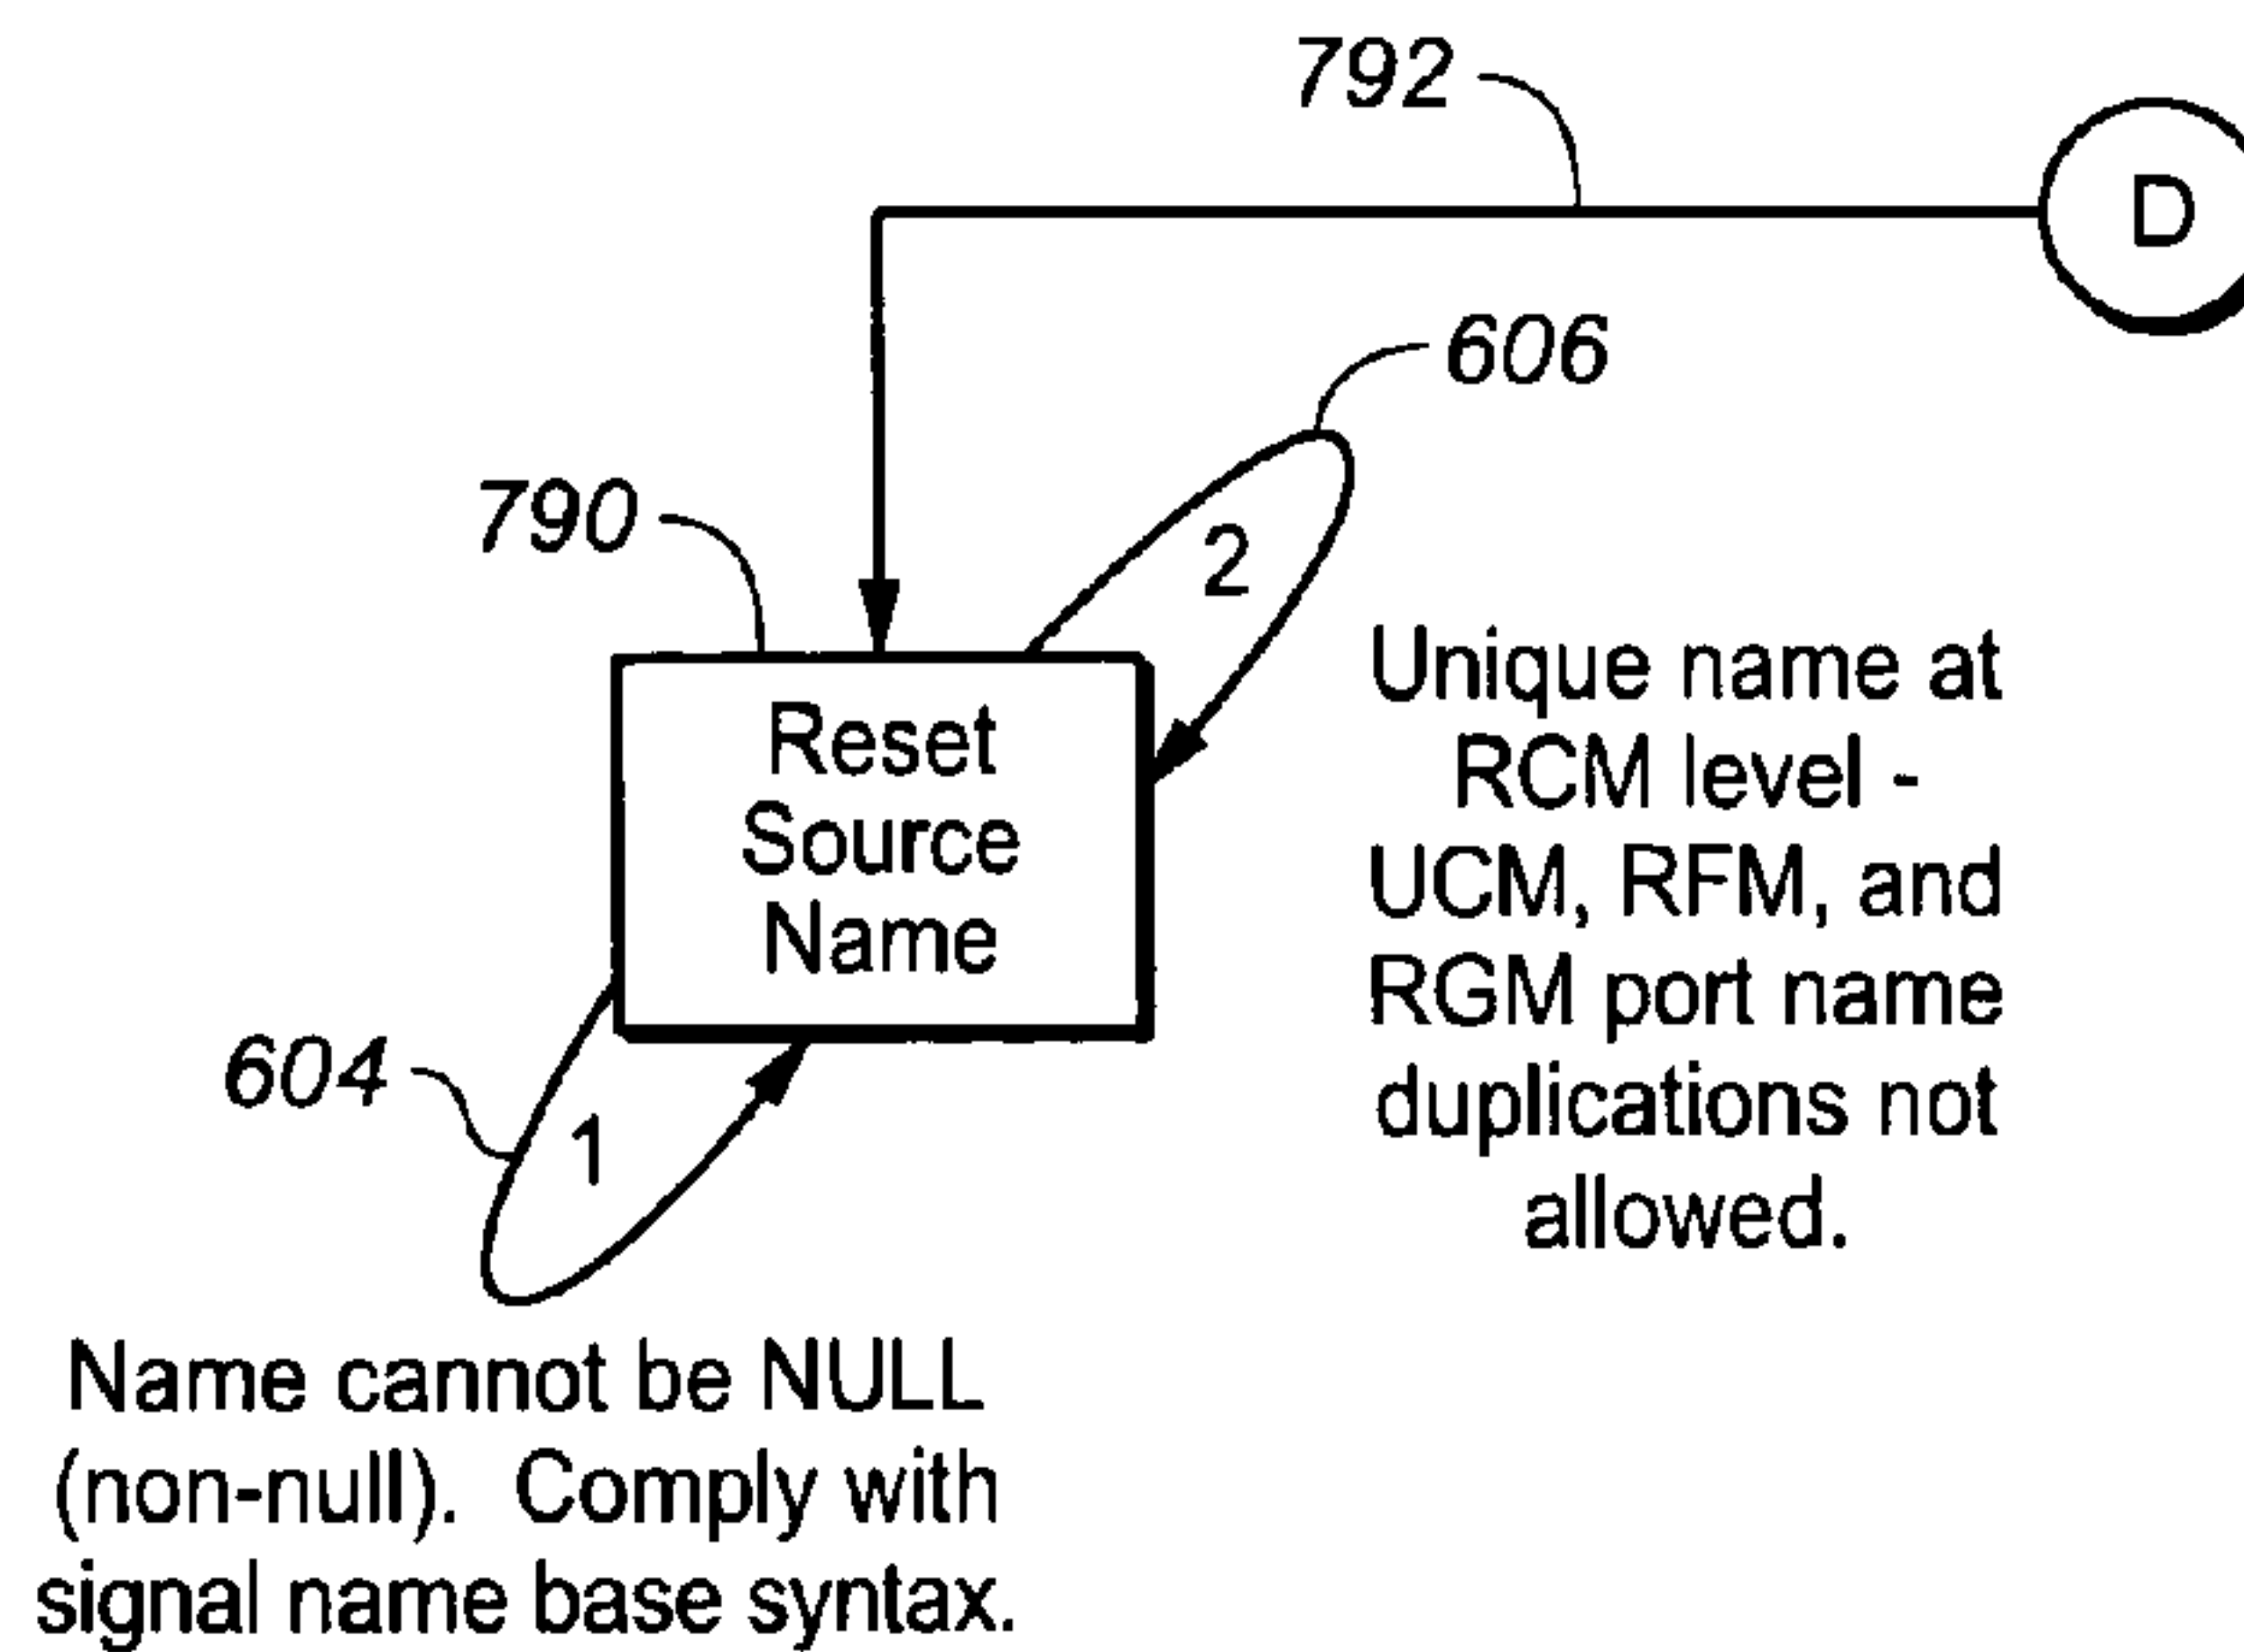 792
D
606
790
2
Reset
Source
Name
Unique name at
RCM level -
UCM, RFM, and
RGM port name
duplications not
allowed.
604
1
Name cannot be NULL
(non-null).  Comply with
signal name base syntax.